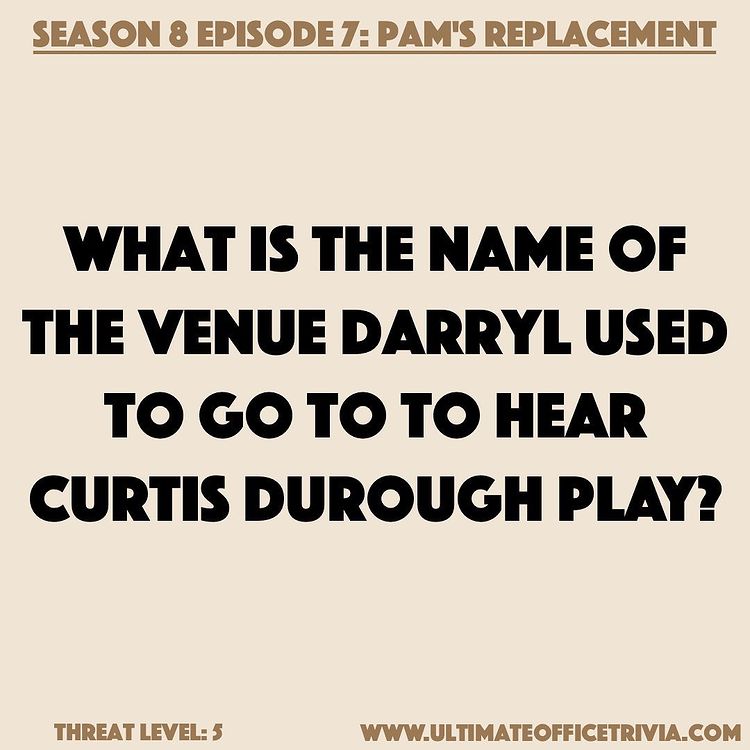 SEASON 8 EPISODE 7: PAM'S REPLACEMENT
WHAT IS THE NAME OF
THE VENUE DARRYL USED
TO GO TO TO HEAR
CURTIS DUROUGH PLAY?
THREAT LEVEL: 5
WWW.ULTIMATEOFFICETRIVIA.COM